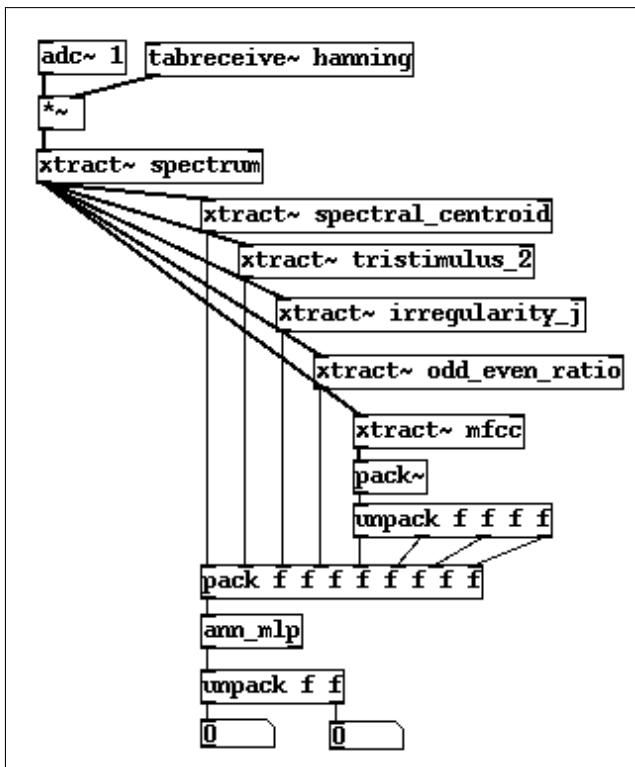 adc~ 1
tabreceive~ hanning
*~
xtract~ spectrum
xtract~ spectral_centroid
xtract~ tristimulus_2
xtract~ irregularity_j
xtract~ odd_even_ratio
xtract~ mfcc
pack~
unpack f f f f
pack f f f f f f f f
ann_mlp
unpack f f
0
0